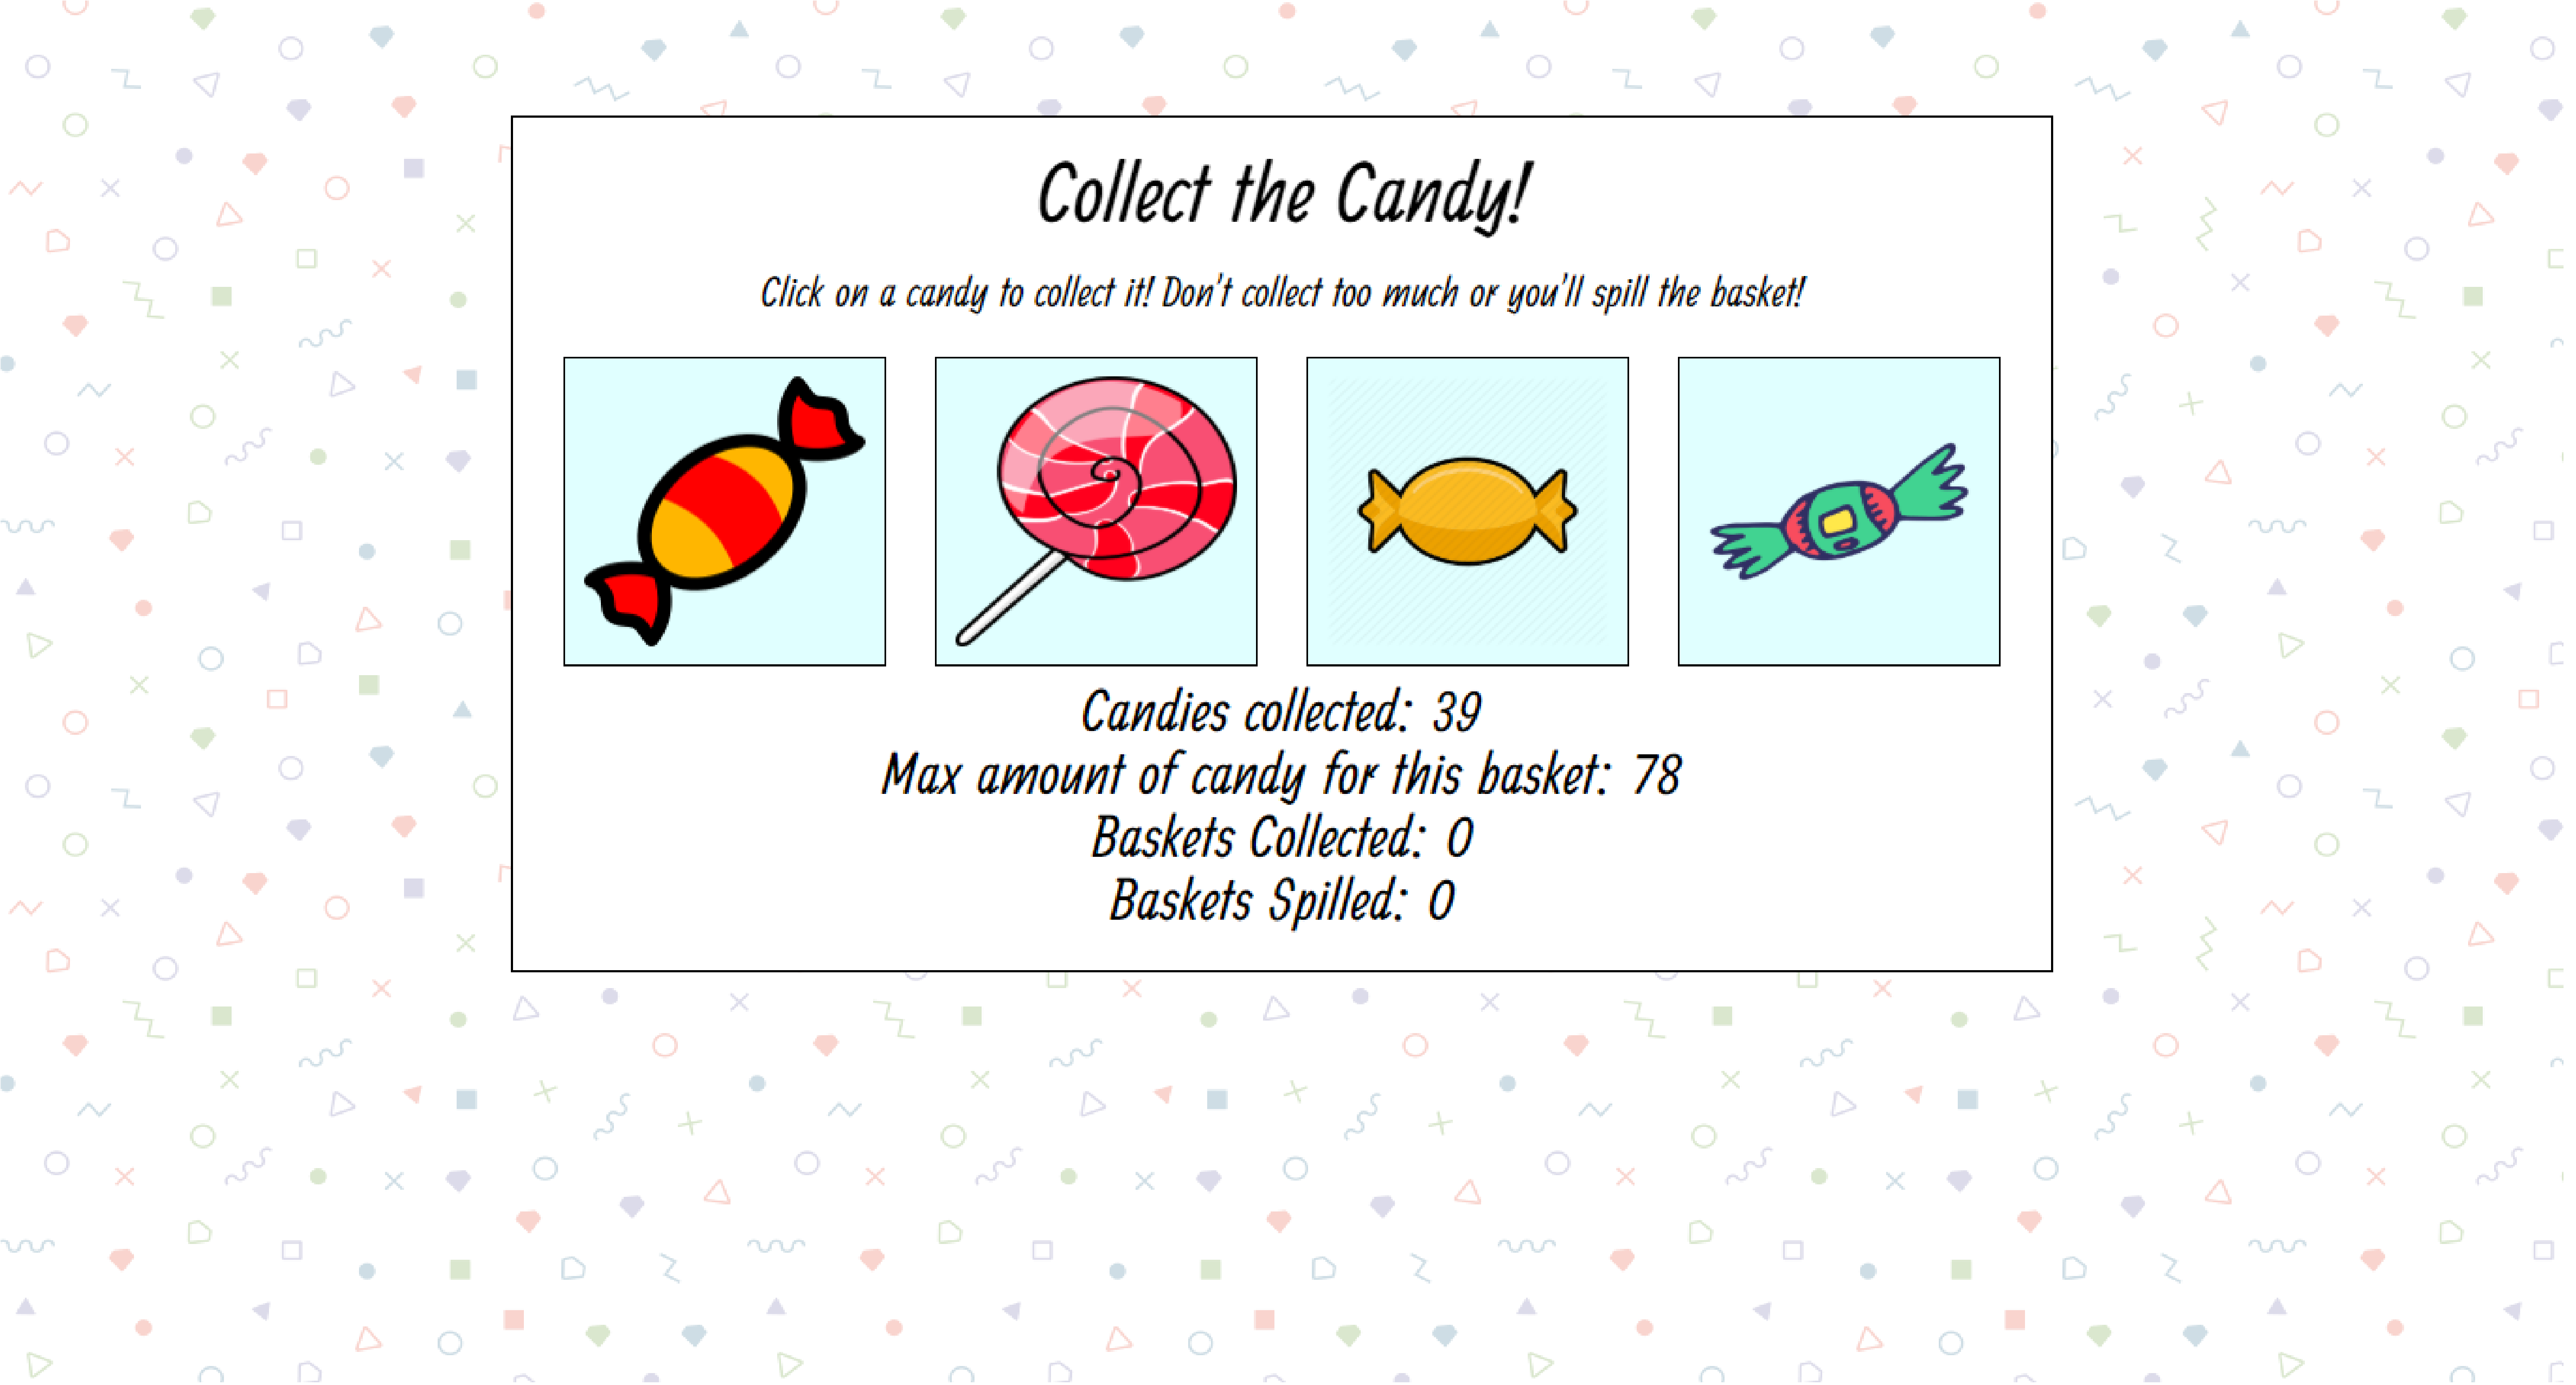 Collect the Candy!
Click on a candy to collect it! Don't collect too much or you'll spill the basket!
Candies collected: 39
Max amount of candy for this basket: 78
Baskets Collected: 0
Baskets Spilled: 0